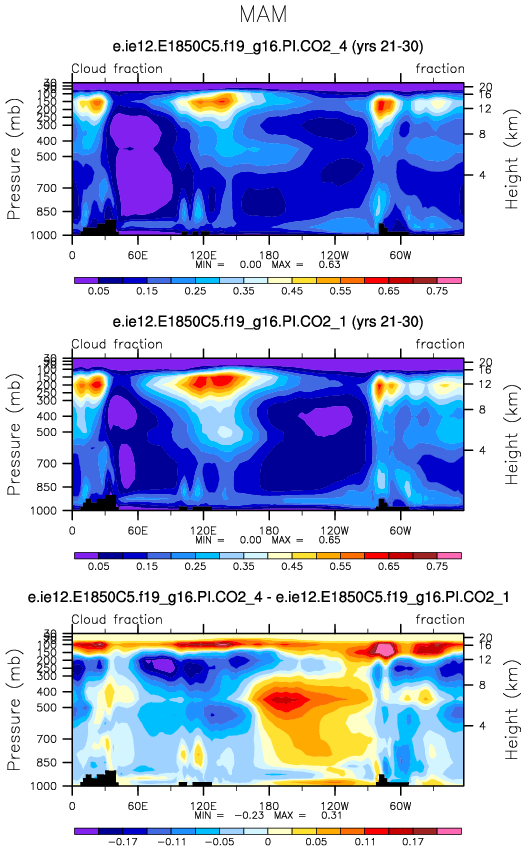 MAM
e.ie12.E1850C5.f19_g16.PI.CO2_4 (yrs 21-30)
Cloud fraction fraction
Pressure (mb)
Height (km)
100
150
200
250
300
400
500
700
850
1000
20
16
12
8
4
0 60E 120E 180 120W 60W
MIN = 0.00 MAX = 0.63
0.05 0.15 0.25 0.35 0.45 0.55 0.65 0.75
e.ie12.E1850C5.f19_g16.PI.CO2_1 (yrs 21-30)
Cloud fraction fraction
Pressure (mb)
Height (km)
100
150
200
250
300
400
500
700
850
1000
20
16
12
8
4
0 60E 120E 180 120W 60W
MIN = 0.00 MAX = 0.65
0.05 0.15 0.25 0.35 0.45 0.55 0.65 0.75
e.ie12.E1850C5.f19_g16.PI.CO2_4 - e.ie12.E1850C5.f19_g16.PI.CO2_1
Cloud fraction fraction
Pressure (mb)
Height (km)
100
150
200
250
300
400
500
700
850
1000
20
16
12
8
4
0 60E 120E 180 120W 60W
MIN = −0.23 MAX = 0.31
−0.17 −0.11 −0.05 0 0.05 0.11 0.17